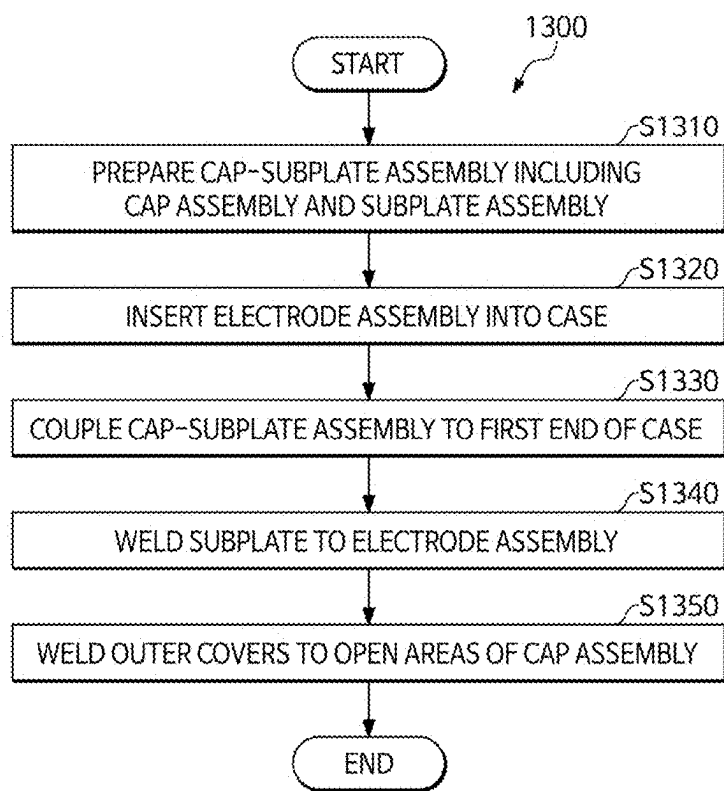 1300
START
S1310
PREPARE CAP-SUBPLATE ASSEMBLY INCLUDING
CAP ASSEMBLY AND SUBPLATE ASSEMBLY
S1320
INSERT ELECTRODE ASSEMBLY INTO CASE
S1330
COUPLE CAP-SUBPLATE ASSEMBLY TO FIRST END OF CASE
S1340
WELD SUBPLATE TO ELECTRODE ASSEMBLY
S1350
WELD OUTER COVERS TO OPEN AREAS OF CAP ASSEMBLY
END